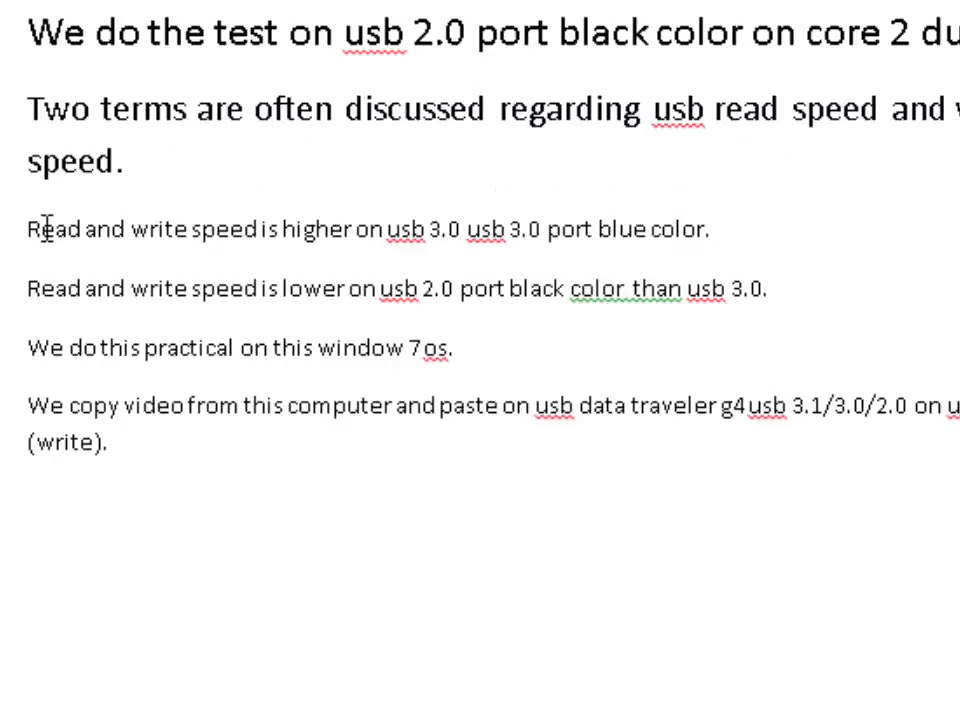 We do the test on usb 2.0 port black color on core 2
Two terms are often discussed regarding usb read speed and
speed.
Read and write speed is higher on usb 3.0 usb 3.0 port blue color.
Read and write speed is lower on usb 2.0 port black color than usb 3.0.
We do this practical on this window 7 os.
We copy video from this computer and paste on usb data traveler g4 usb 3.1/3.0/2.0 on
(write).